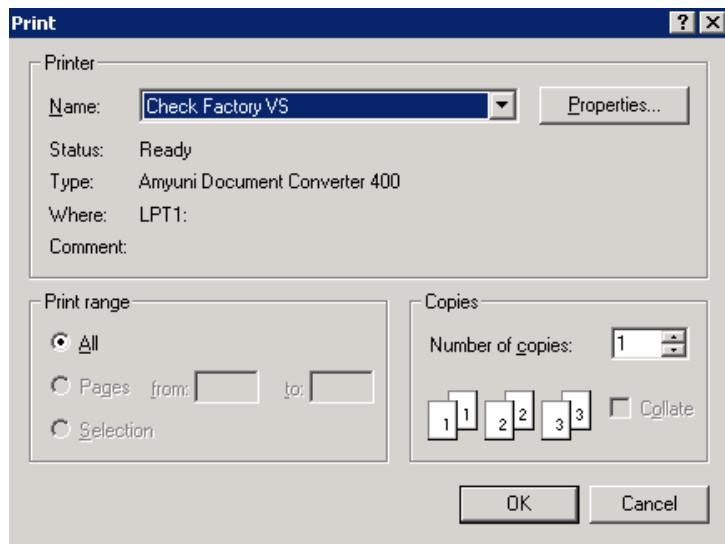 Print
Printer
Name: Check Factory VS Properties...
Status: Ready
Type: Amyuni Document Converter 400
Where: LPT1:
Comment:
Print range
All
Pages from: to:
Selection
Copies
Number of copies: 1
1 1 2 2 3 3 Collate
OK Cancel